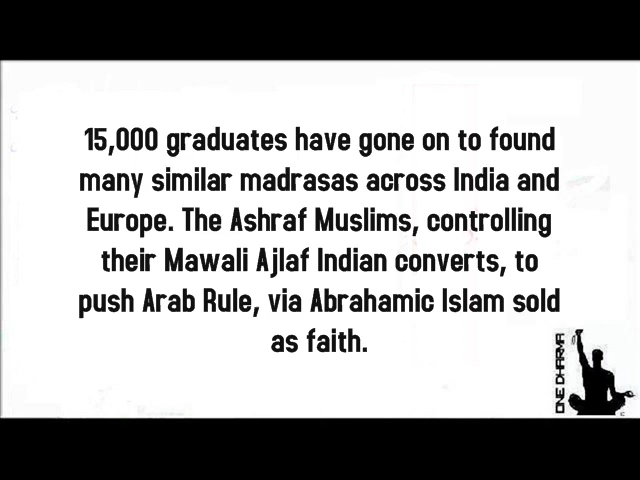 15,000 graduates have gone on to found
many similar madrasas across India and
Europe. The Ashraf Muslims, controlling
their Mawali Ajlaf Indian converts, to
push Arab Rule, via Abrahamic Islam sold
as faith.
ONE DHARMA